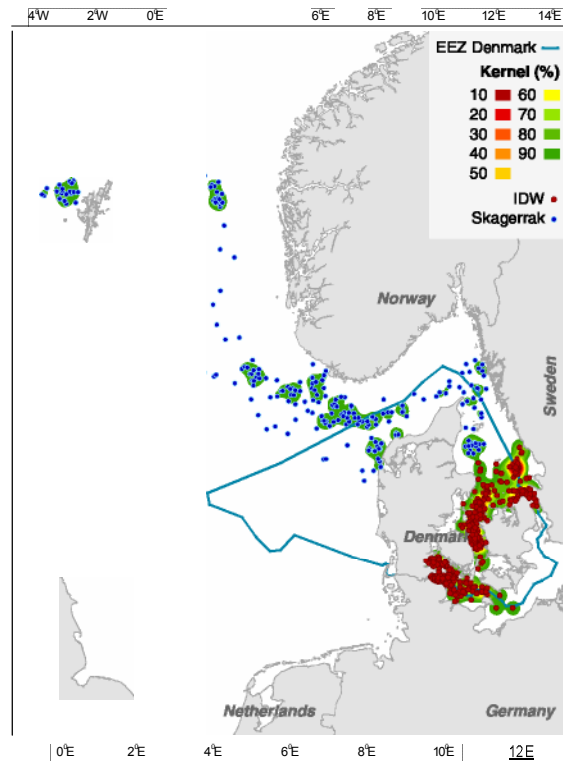 4°W 2°W 0°E 6°E 8°E 10°E 12°E 14°E
EEZ Denmark
Kernel (%)
10 60
20 70
30 80
40 90
50
IDW
Skagerrak
Norway
Sweden
Denmark
Netherlands
Germany
0°E 2°E 4°E 6°E 8°E 10°E 12°E